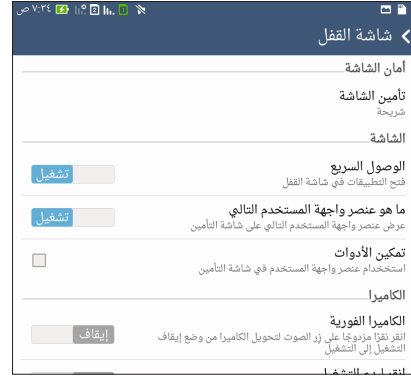 ٧:٣٤ ص
شاشة القفل
أمان الشاشة
تأمين الشاشة
شريحة
الشاشة
الوصول السريع
فتح التطبيقات في شاشة القفل
تشغيل
ما هو عنصر واجهة المستخدم التالي
عرض عنصر واجهة المستخدم التالي على شاشة التأمين
تشغيل
تمكين الأدوات
استخخدام عنصر واجهة المستخدم في شاشة التأمين
الكاميرا
الكاميرا الفورية
انقر نقرًا مزدوجًا على زر الصوت لتحويل الكاميرا من وضع إيقاف
التشغيل إلى التشغيل
إيقاف